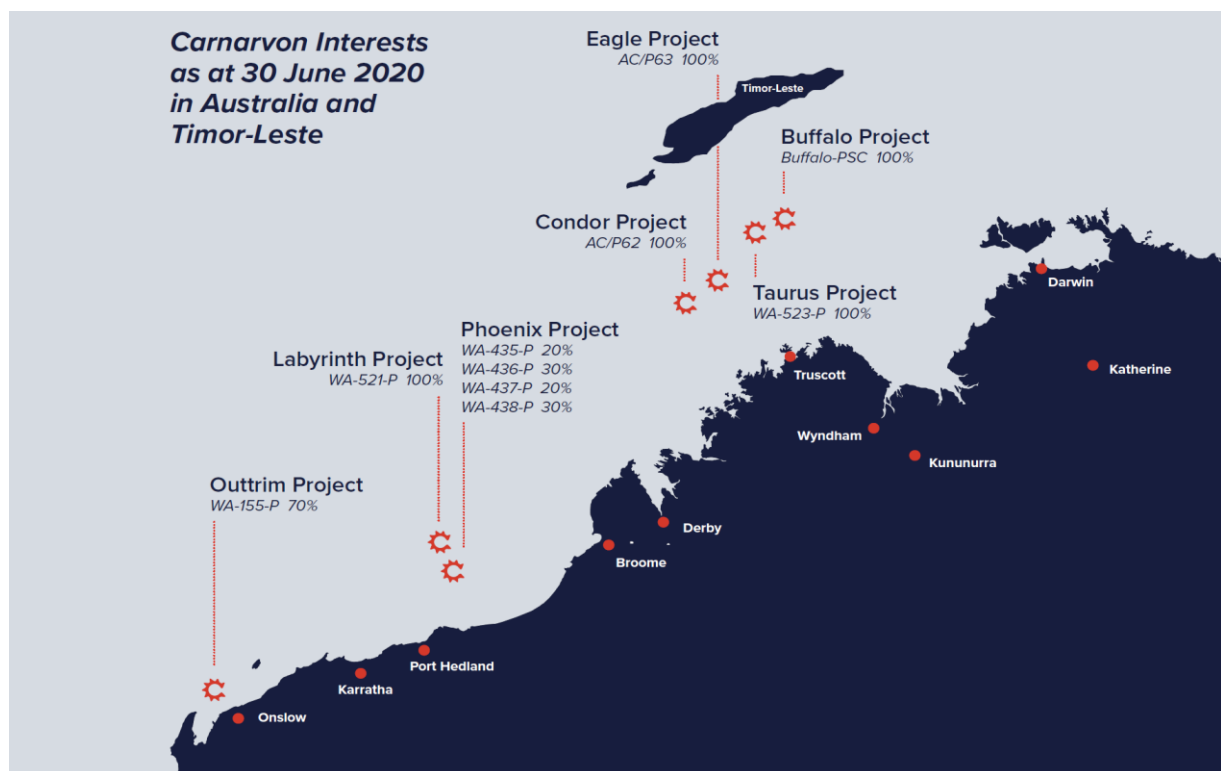 Carnarvon Interests
as at 30 June 2020
in Australia and
Timor-Leste
Eagle Project
AC/P63 100%
Timor-Leste
Buffalo Project
Buffalo-PSC 100%
Condor Project
AC/P62 100%
Taurus Project
WA-523-P 100%
Darwin
Katherine
Truscott
Wyndham
Kununurra
Phoenix Project
WA-435-P 20%
WA-436-P 30%
WA-437-P 20%
WA-438-P 30%
Labyrinth Project
WA-521-P 100%
Outtrim Project
WA-155-P 70%
Derby
Broome
Port Hedland
Karratha
Onslow